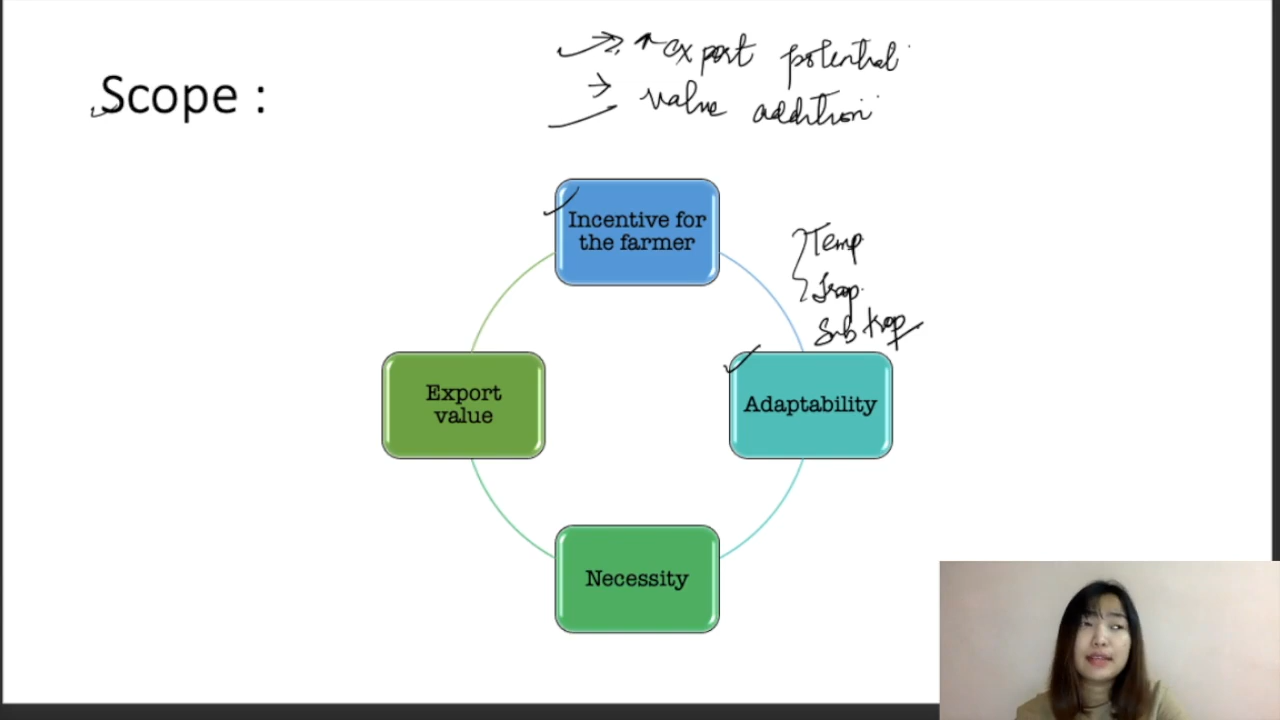 ↑ export potential
Scope :
→ value addition
Incentive for
the farmer
Temp
Trop.
Sub trop
Export
value
Adaptability
Necessity